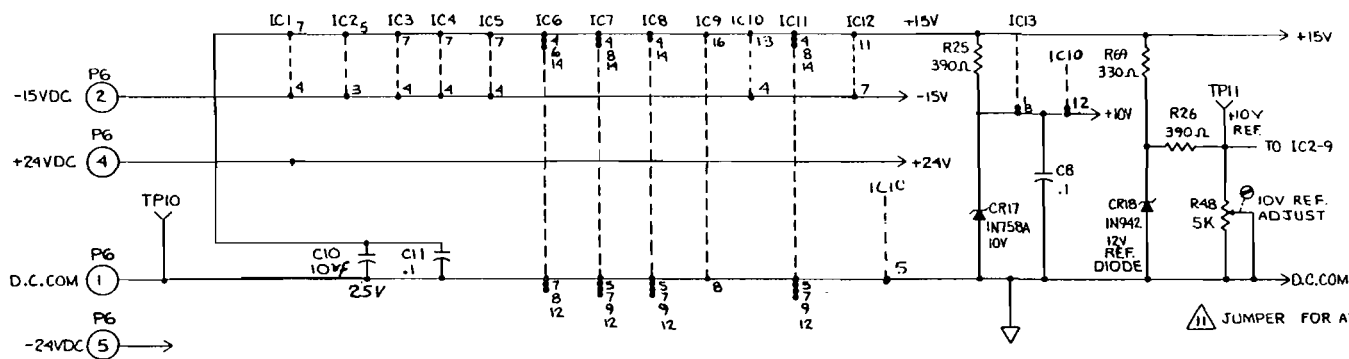 IC1 IC2 IC3 IC4 IC5 IC6 IC7 IC8 IC9 IC10 IC11 IC12 +15V IC13
7 5 7 7 7 4 4 4 16 13 4 11 +15V
6 8 14 8
14 14 14
R25
390Ω
R69
330Ω
IC10
P6
-15VDC 2
4 3 4 4 4 4 7 -15V
8 12 +10V
TP11
+10V
REF.
R26
390Ω
TO IC2-9
P6
+24VDC 4 +24V
TP10
C8
.1
CR17
1N758A
10V
CR18
1N942
12V
REF.
DIODE
R48
5K
10V REF.
ADJUST
C10
10
25V
C11
.1
P6
D.C.COM 1
7 5 5 8 5 5 D.C.COM
8 7 7 7
12 9 9 9
12 12 12
11 JUMPER FOR
P6
-24VDC 5